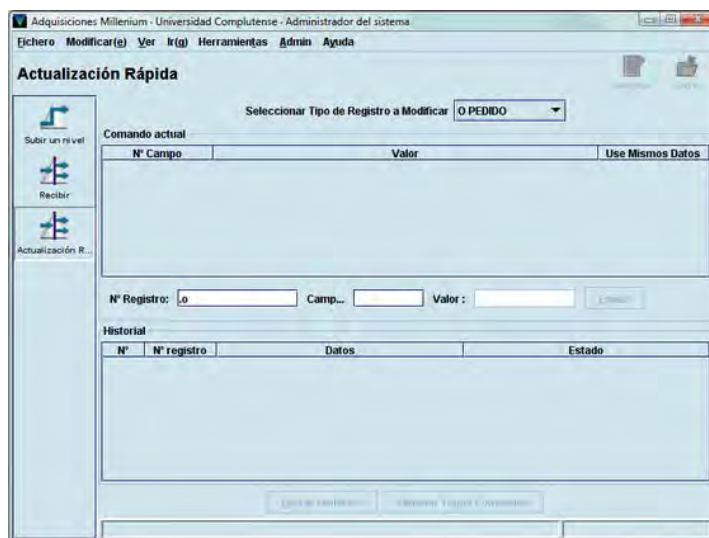 Adquisiciones Millenium - Universidad Complutense - Administrador del sistema
Fichero Modificar(e) Ver Ir(q) Herramientas Admin Ayuda
Actualización Rápida
Seleccionar Tipo de Registro a Modificar O PEDIDO
Subir un nivel
Recibir
Actualización R...
Comando actual
Nº Campo Valor Use Mismos Datos
Nº Registro: .o Camp... Valor :
Historial
Nº Nº registro Datos Estado